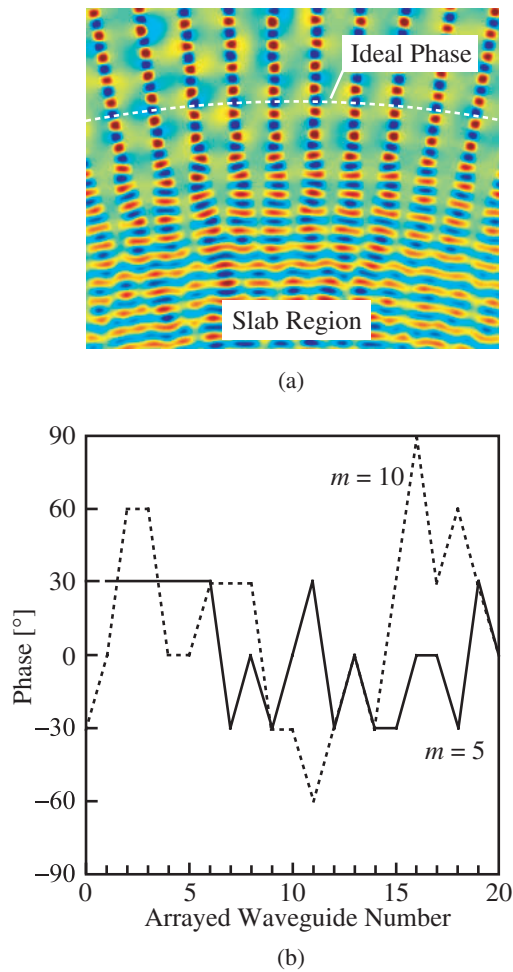 Ideal Phase
Slab Region
(a)
90
60
30
0
−30
−60
−90
Phase [°]
m = 10
m = 5
0
5
10
15
20
Arrayed Waveguide Number
(b)